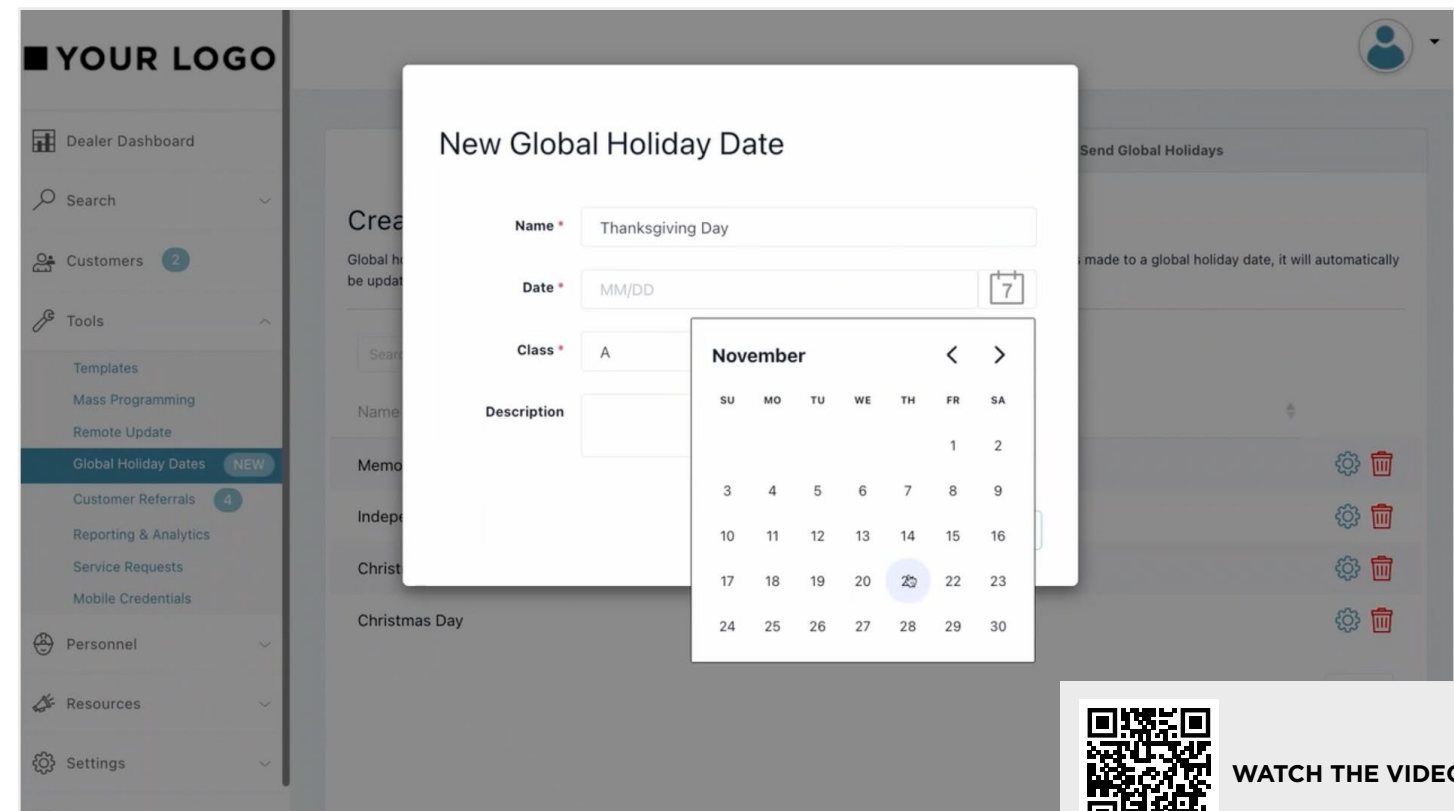 YOUR LOGO
Dealer Dashboard
Search
Customers 2
Tools
Templates
Mass Programming
Remote Update
Global Holiday Dates NEW
Customer Referrals 4
Reporting & Analytics
Service Requests
Mobile Credentials
Personnel
Resources
Settings
Send Global Holidays
Crea
Global h
made to a global holiday date, it will automatically
be updat
Sear
Name
Memo
Indepe
Christ
Christmas Day
New Global Holiday Date
Name * Thanksgiving Day
Date * MM/DD 7
Class * A
Description
November
SU MO TU WE TH FR SA
1 2
3 4 5 6 7 8 9
10 11 12 13 14 15 16
17 18 19 20 22 23
24 25 26 27 28 29 30
WATCH THE VIDEO